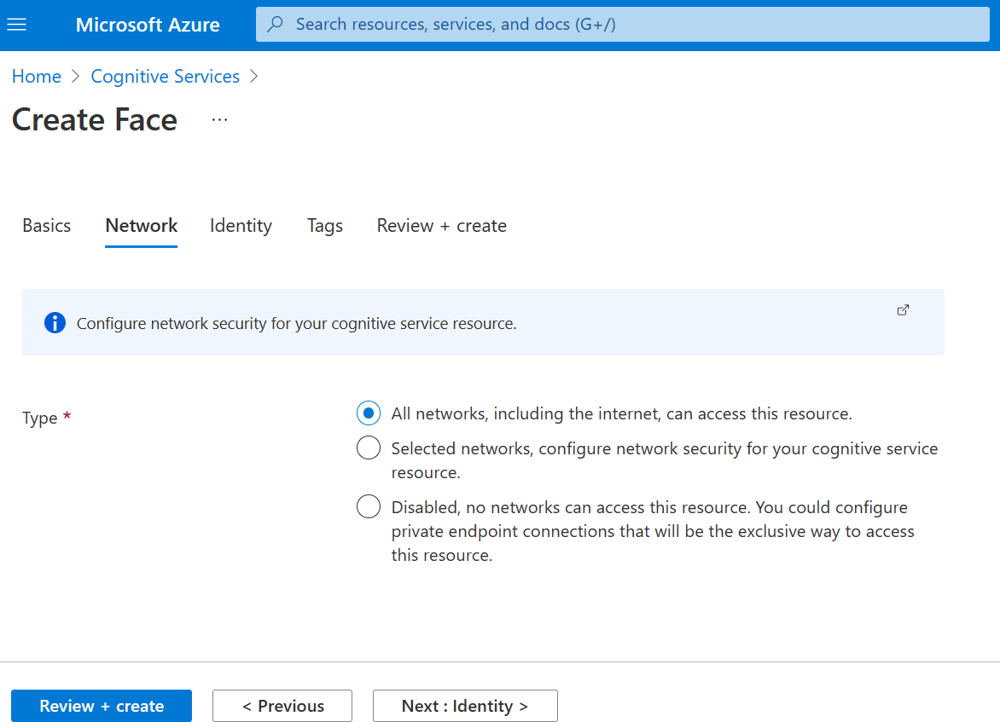 Microsoft Azure
Search resources, services, and docs (G+/)
Home > Cognitive Services >
Create Face ...
Basics Network Identity Tags Review + create
Configure network security for your cognitive service resource.
Type *
All networks, including the internet, can access this resource.
Selected networks, configure network security for your cognitive service
resource.
Disabled, no networks can access this resource. You could configure
private endpoint connections that will be the exclusive way to access
this resource.
Review + create
< Previous
Next : Identity >